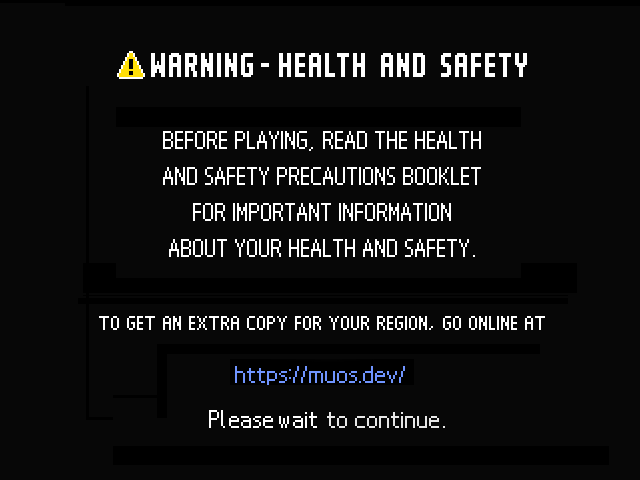 WARNING - HEALTH AND SAFETY
BEFORE PLAYING, READ THE HEALTH
AND SAFETY PRECAUTIONS BOOKLET
FOR IMPORTANT INFORMATION
ABOUT YOUR HEALTH AND SAFETY.
TO GET AN EXTRA COPY FOR YOUR REGION, GO ONLINE AT
https://muos.dev/
Please wait to continue.